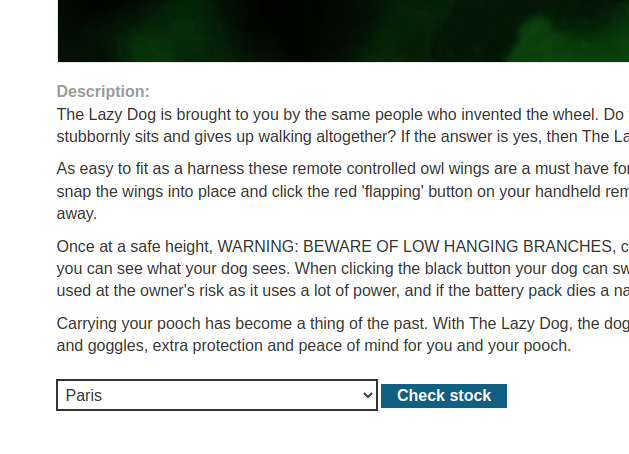 Description:
The Lazy Dog is brought to you by the same people who invented the wheel. Do
stubbornly sits and gives up walking altogether? If the answer is yes, then The La
As easy to fit as a harness these remote controlled owl wings are a must have for
snap the wings into place and click the red 'flapping' button on your handheld rem
away.
Once at a safe height, WARNING: BEWARE OF LOW HANGING BRANCHES, c
you can see what your dog sees. When clicking the black button your dog can sw
used at the owner's risk as it uses a lot of power, and if the battery pack dies a na
Carrying your pooch has become a thing of the past. With The Lazy Dog, the dog
and goggles, extra protection and peace of mind for you and your pooch.
Paris
Check stock